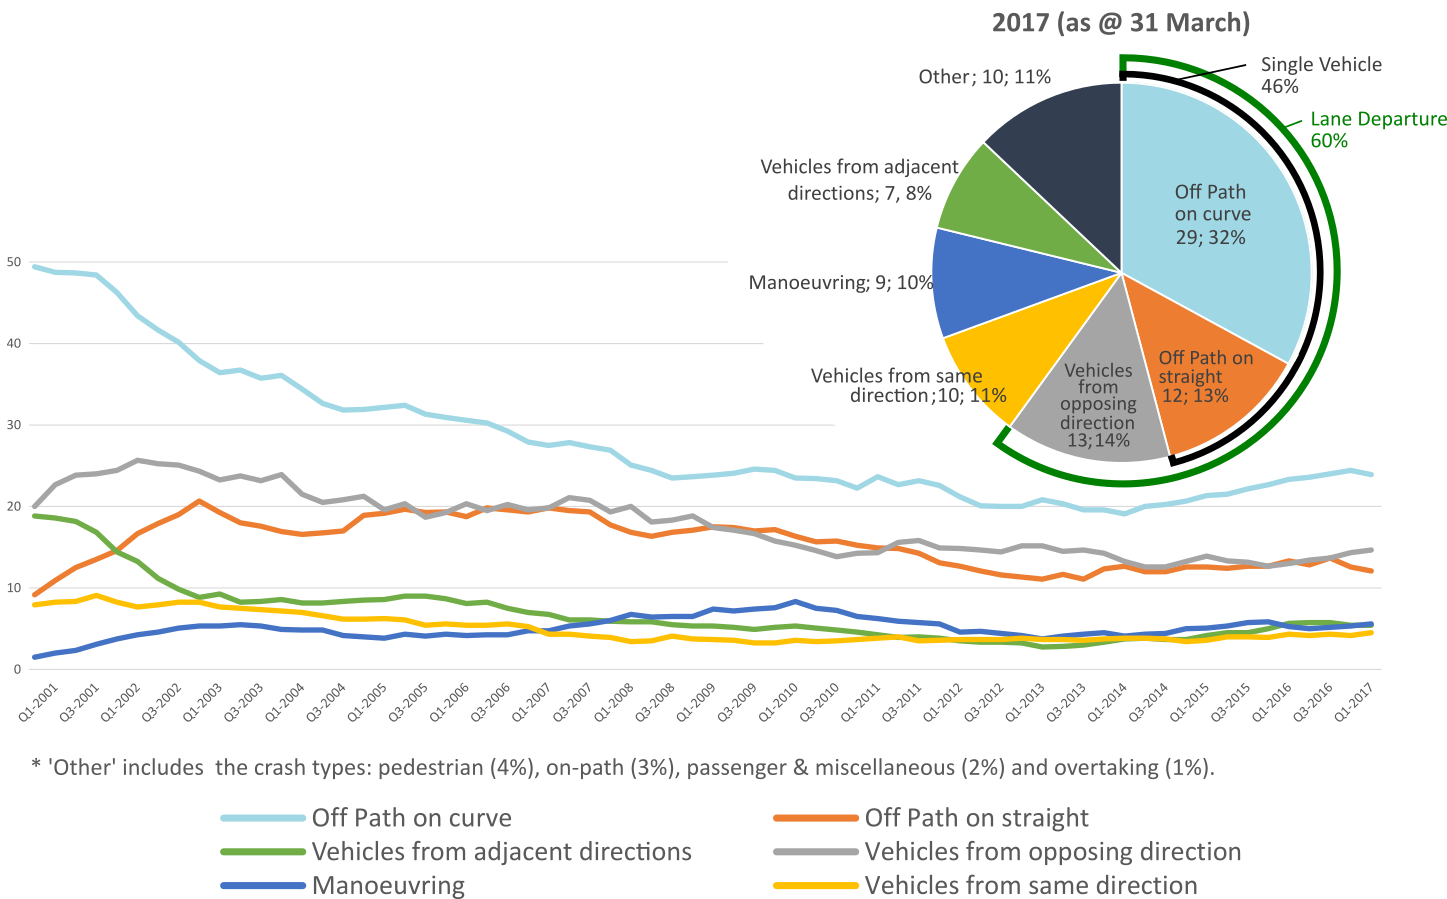 2017 (as @ 31 March)
Single Vehicle
46%
Lane Departure
60%
Other; 10; 11%
Vehicles from adjacent
directions; 7, 8%
Manoeuvring; 9; 10%
Vehicles from same
direction; 10; 11%
Off Path
on curve
29; 32%
Off Path on
straight
12; 13%
Vehicles
from
opposing
direction
13; 14%
50
40
30
20
10
0
Q1-2001
Q3-2001
Q1-2002
Q3-2002
Q1-2003
Q3-2003
Q1-2004
Q3-2004
Q1-2005
Q3-2005
Q1-2006
Q3-2006
Q1-2007
Q3-2007
Q1-2008
Q3-2008
Q1-2009
Q3-2009
Q1-2010
Q3-2010
Q1-2011
Q3-2011
Q1-2012
Q3-2012
Q1-2013
Q3-2013
Q1-2014
Q3-2014
Q1-2015
Q3-2015
Q1-2016
Q3-2016
Q1-2017
* 'Other' includes the crash types: pedestrian (4%), on-path (3%), passenger & miscellaneous (2%) and overtaking (1%).
Off Path on curve
Off Path on straight
Vehicles from adjacent directions
Vehicles from opposing direction
Manoeuvring
Vehicles from same direction